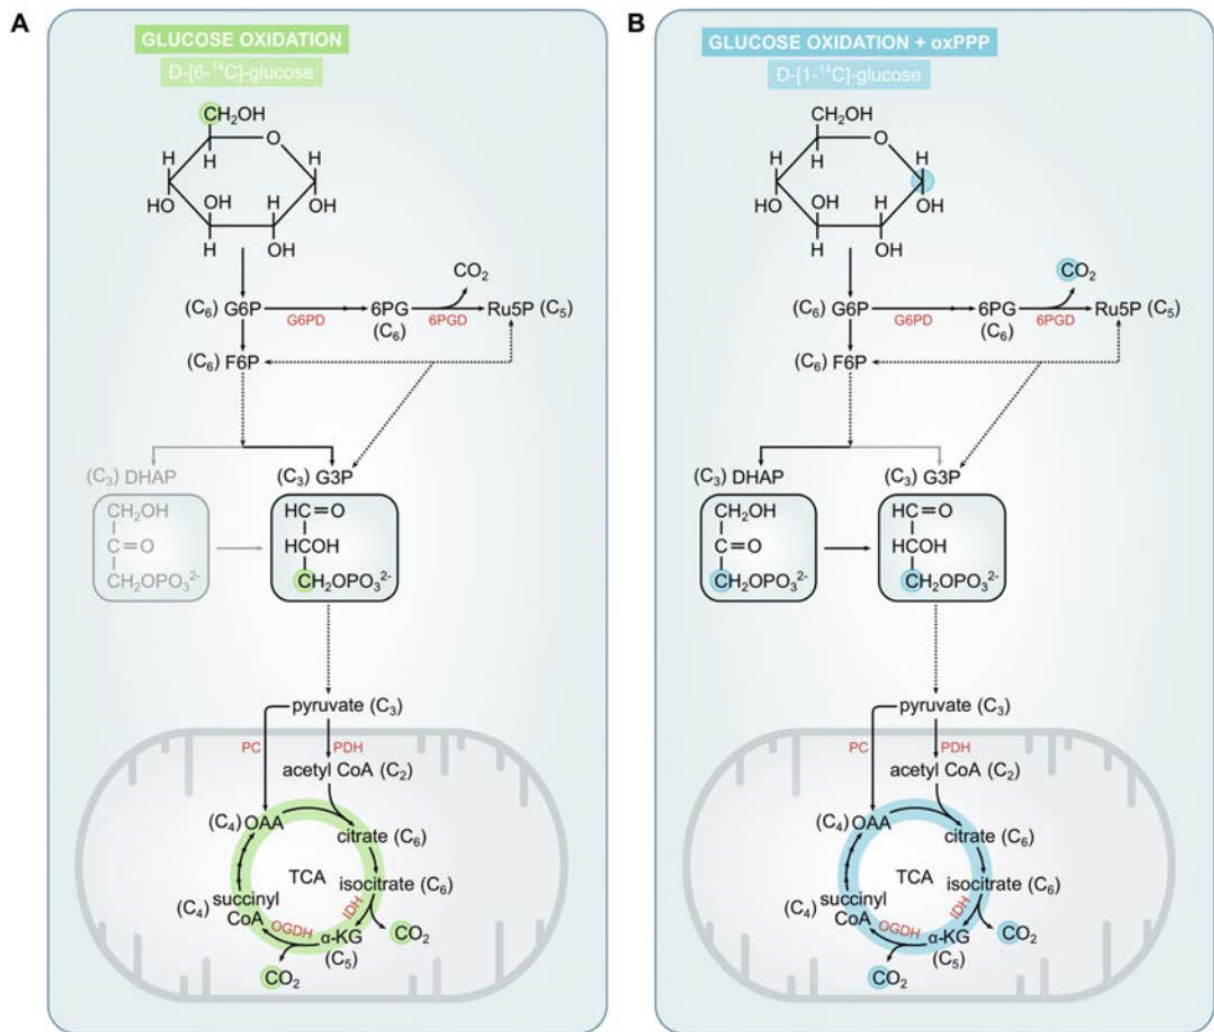 A
GLUCOSE OXIDATION
D-[6-¹⁴C]-glucose
CH₂OH
O
H
H
H
H
HO
OH
H
OH
H
OH
CO₂
(C₆) G6P
G6PD
6PG
(C₆)
6PGD
Ru5P (C₅)
(C₆) F6P
(C₃) DHAP
(C₃) G3P
CH₂OH
C=O
CH₂OPO₃²⁻
HC=O
HCOH
CH₂OPO₃²⁻
pyruvate (C₃)
PC
PDH
acetyl CoA (C₂)
(C₄) OAA
citrate (C₆)
TCA
isocitrate (C₆)
(C₄) succinyl
CoA
OGDH
IDH
α-KG
(C₅)
CO₂
CO₂
B
GLUCOSE OXIDATION + oxPPP
D-[1-¹⁴C]-glucose
CH₂OH
O
H
H
H
H
HO
OH
H
OH
H
OH
CO₂
(C₆) G6P
G6PD
6PG
(C₆)
6PGD
Ru5P (C₅)
(C₆) F6P
(C₃) DHAP
(C₃) G3P
CH₂OH
C=O
CH₂OPO₃²⁻
HC=O
HCOH
CH₂OPO₃²⁻
pyruvate (C₃)
PC
PDH
acetyl CoA (C₂)
(C₄) OAA
citrate (C₆)
TCA
isocitrate (C₆)
(C₄) succinyl
CoA
OGDH
IDH
α-KG
(C₅)
CO₂
CO₂